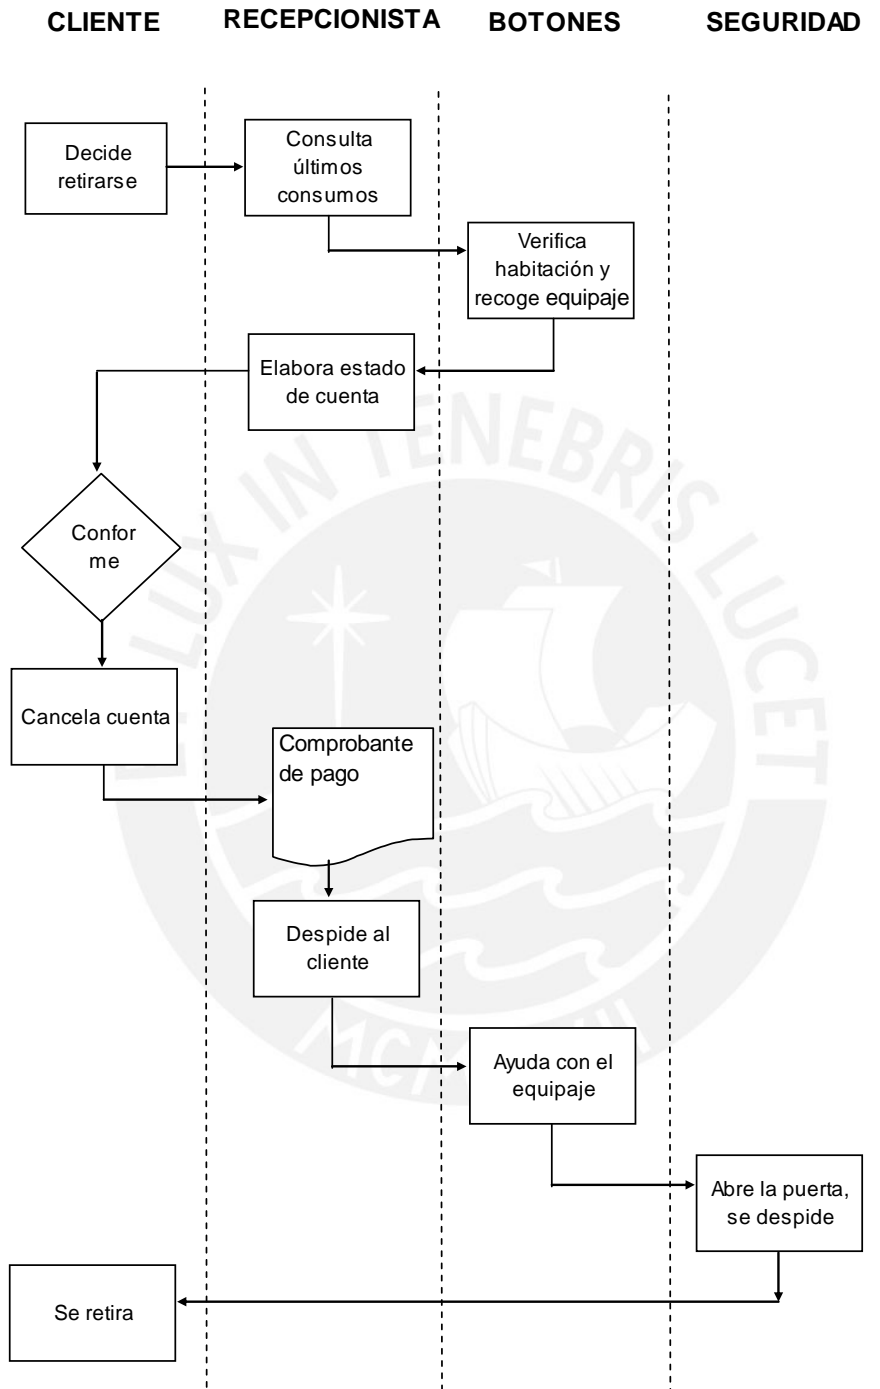 CLIENTE
RECEPCIONISTA
BOTONES
SEGURIDAD
Decide
retirarse
Consulta
últimos
consumos
Verifica
habitación y
recoge equipaje
Elabora estado
de cuenta
Confor
me
Cancela cuenta
Comprobante
de pago
Despide al
cliente
Ayuda con el
equipaje
Abre la puerta,
se despide
Se retira
LUX IN TENEBRIS LUCET